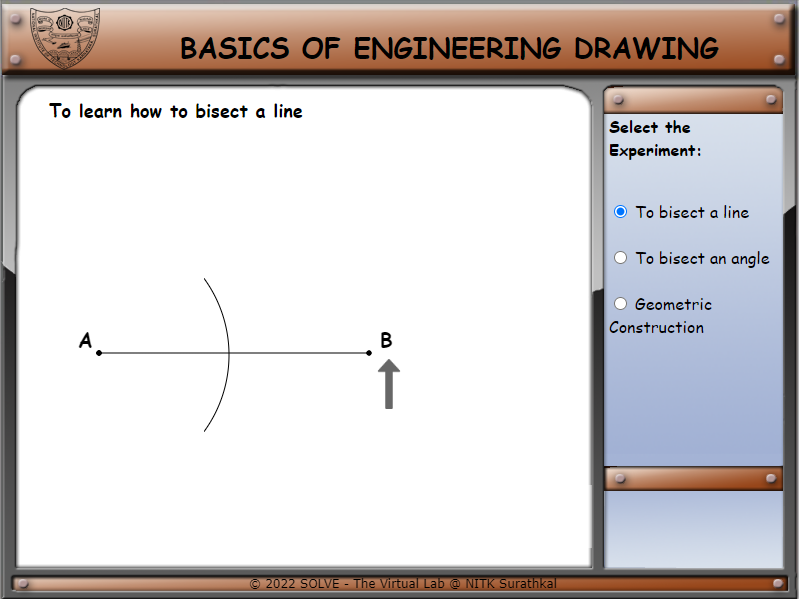 BASICS OF ENGINEERING DRAWING
To learn how to bisect a line
A
B
Select the
Experiment:
To bisect a line
To bisect an angle
Geometric
Construction
© 2022 SOLVE - The Virtual Lab @ NITK Surathkal